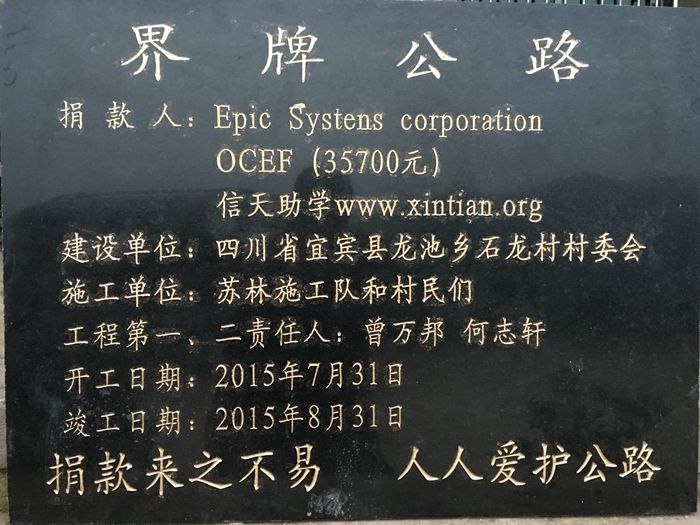 界牌公路
捐款人：Epic Systens corporation
OCEF（35700元）
信天助学www.xintian.org
建设单位：四川省宜宾县龙池乡石龙村村委会
施工单位：苏林施工队和村民们
工程第一、二责任人：曾万邦 何志轩
开工日期：2015年7月31日
竣工日期：2015年8月31日
捐款来之不易 人人爱护公路